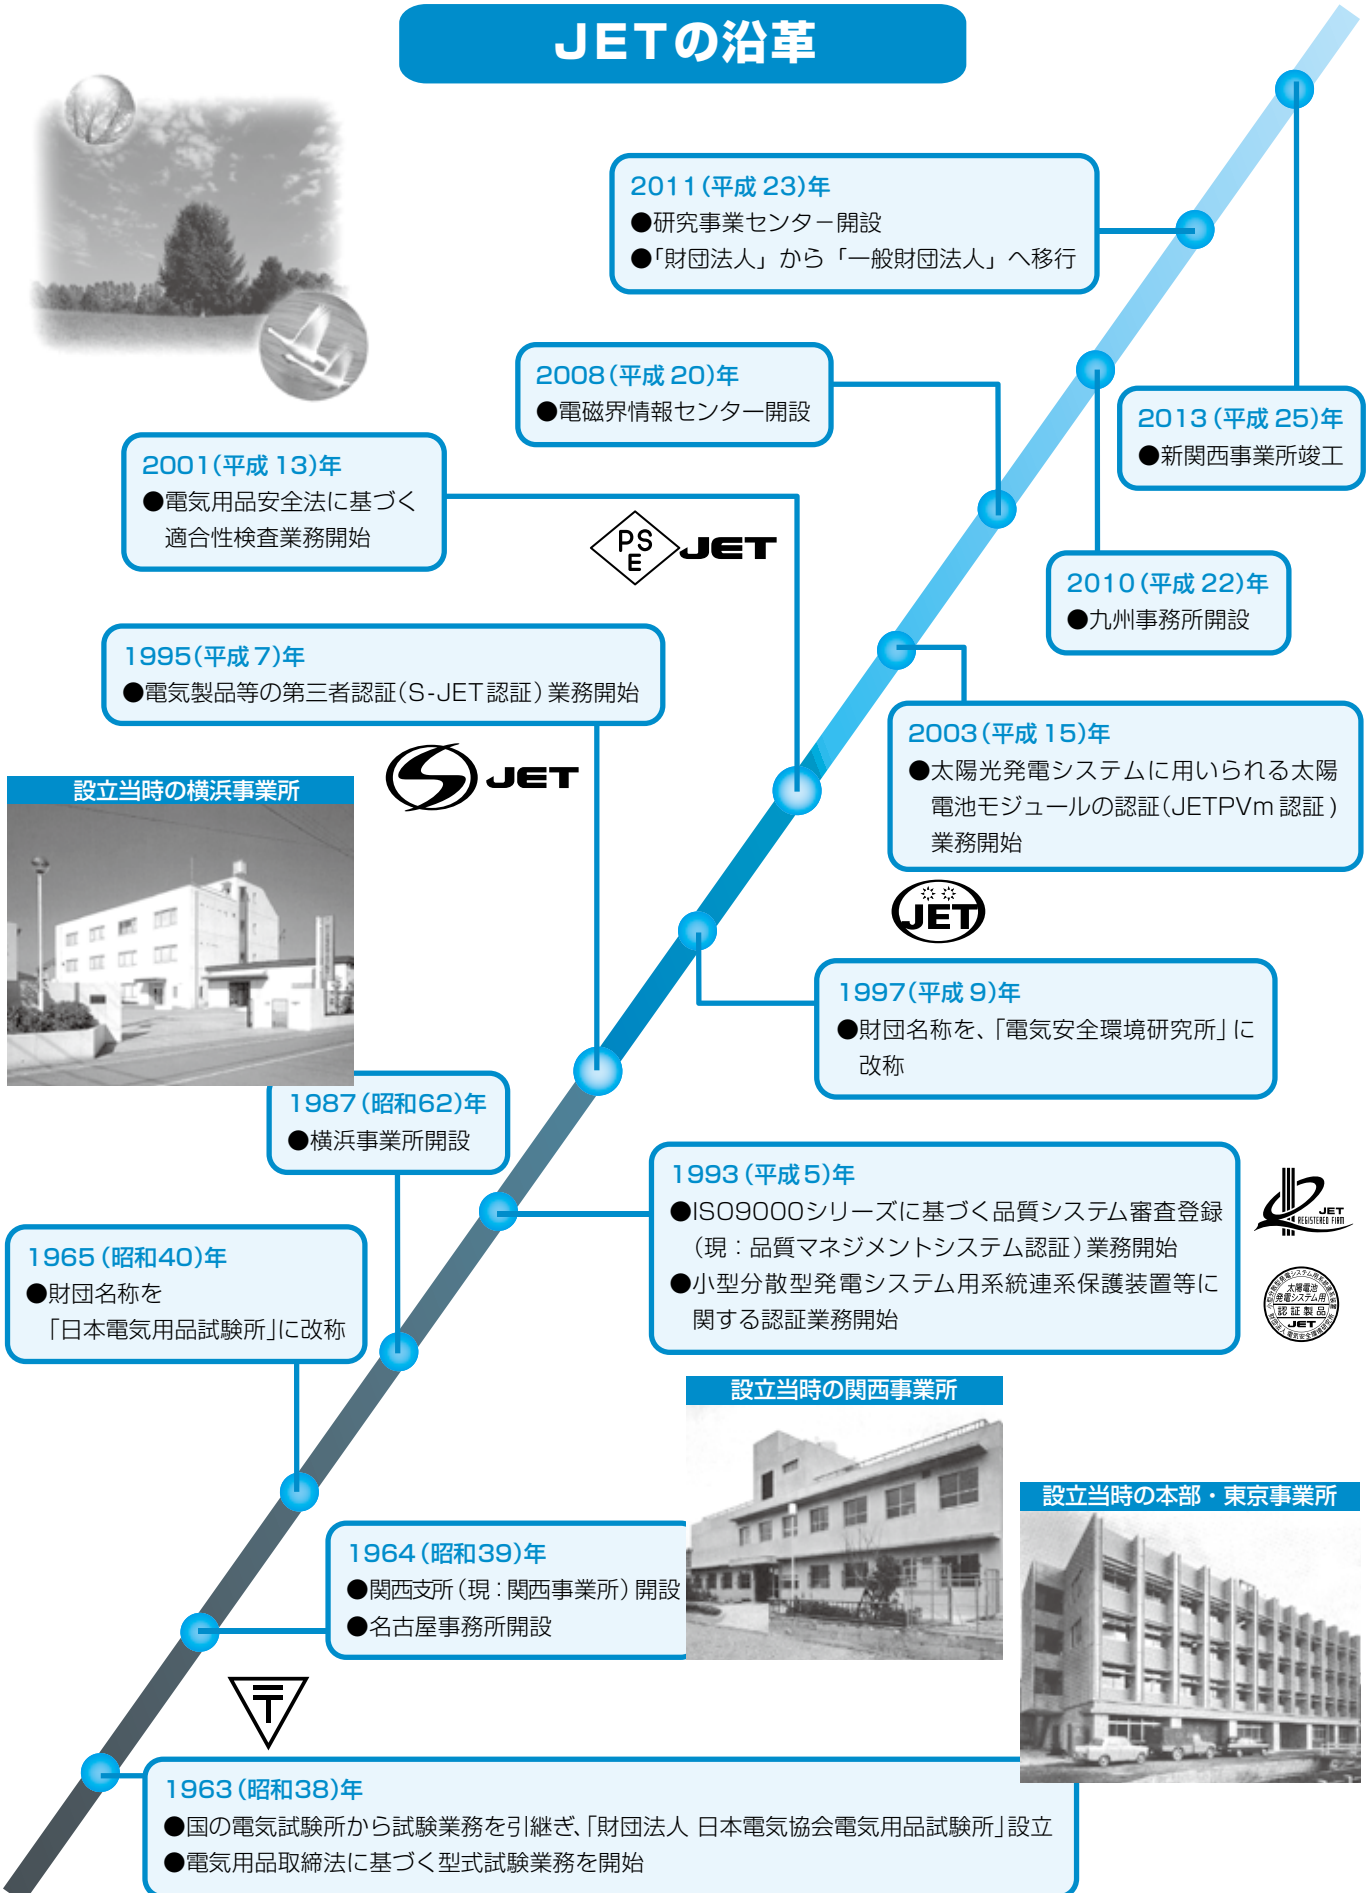 JETの沿革
2011(平成 23)年
●研究事業センター開設
●「財団法人」から「一般財団法人」へ移行
2008(平成 20)年
●電磁界情報センター開設
2013(平成 25)年
●新関西事業所竣工
2001(平成 13)年
●電気用品安全法に基づく
適合性検査業務開始
PS
E
JET
2010(平成 22)年
●九州事務所開設
1995(平成 7)年
●電気製品等の第三者認証(S-JET認証)業務開始
JET
2003(平成 15)年
●太陽光発電システムに用いられる太陽
電池モジュールの認証(JETPVm 認証)
業務開始
JET
設立当時の横浜事業所
1997(平成 9)年
●財団名称を、「電気安全環境研究所」に
改称
1987(昭和62)年
●横浜事業所開設
1993(平成5)年
●ISO9000シリーズに基づく品質システム審査登録
(現：品質マネジメントシステム認証)業務開始
●小型分散型発電システム用系統連系保護装置等に
関する認証業務開始
JET
REGISTERED FIRM
太陽電池
発電システム用
認証製品
JET
1965(昭和40)年
●財団名称を
「日本電気用品試験所」に改称
設立当時の関西事業所
設立当時の本部・東京事業所
1964(昭和39)年
●関西支所(現：関西事業所)開設
●名古屋事務所開設
〒
1963(昭和38)年
●国の電気試験所から試験業務を引継ぎ、「財団法人 日本電気協会電気用品試験所」設立
●電気用品取締法に基づく型式試験業務を開始